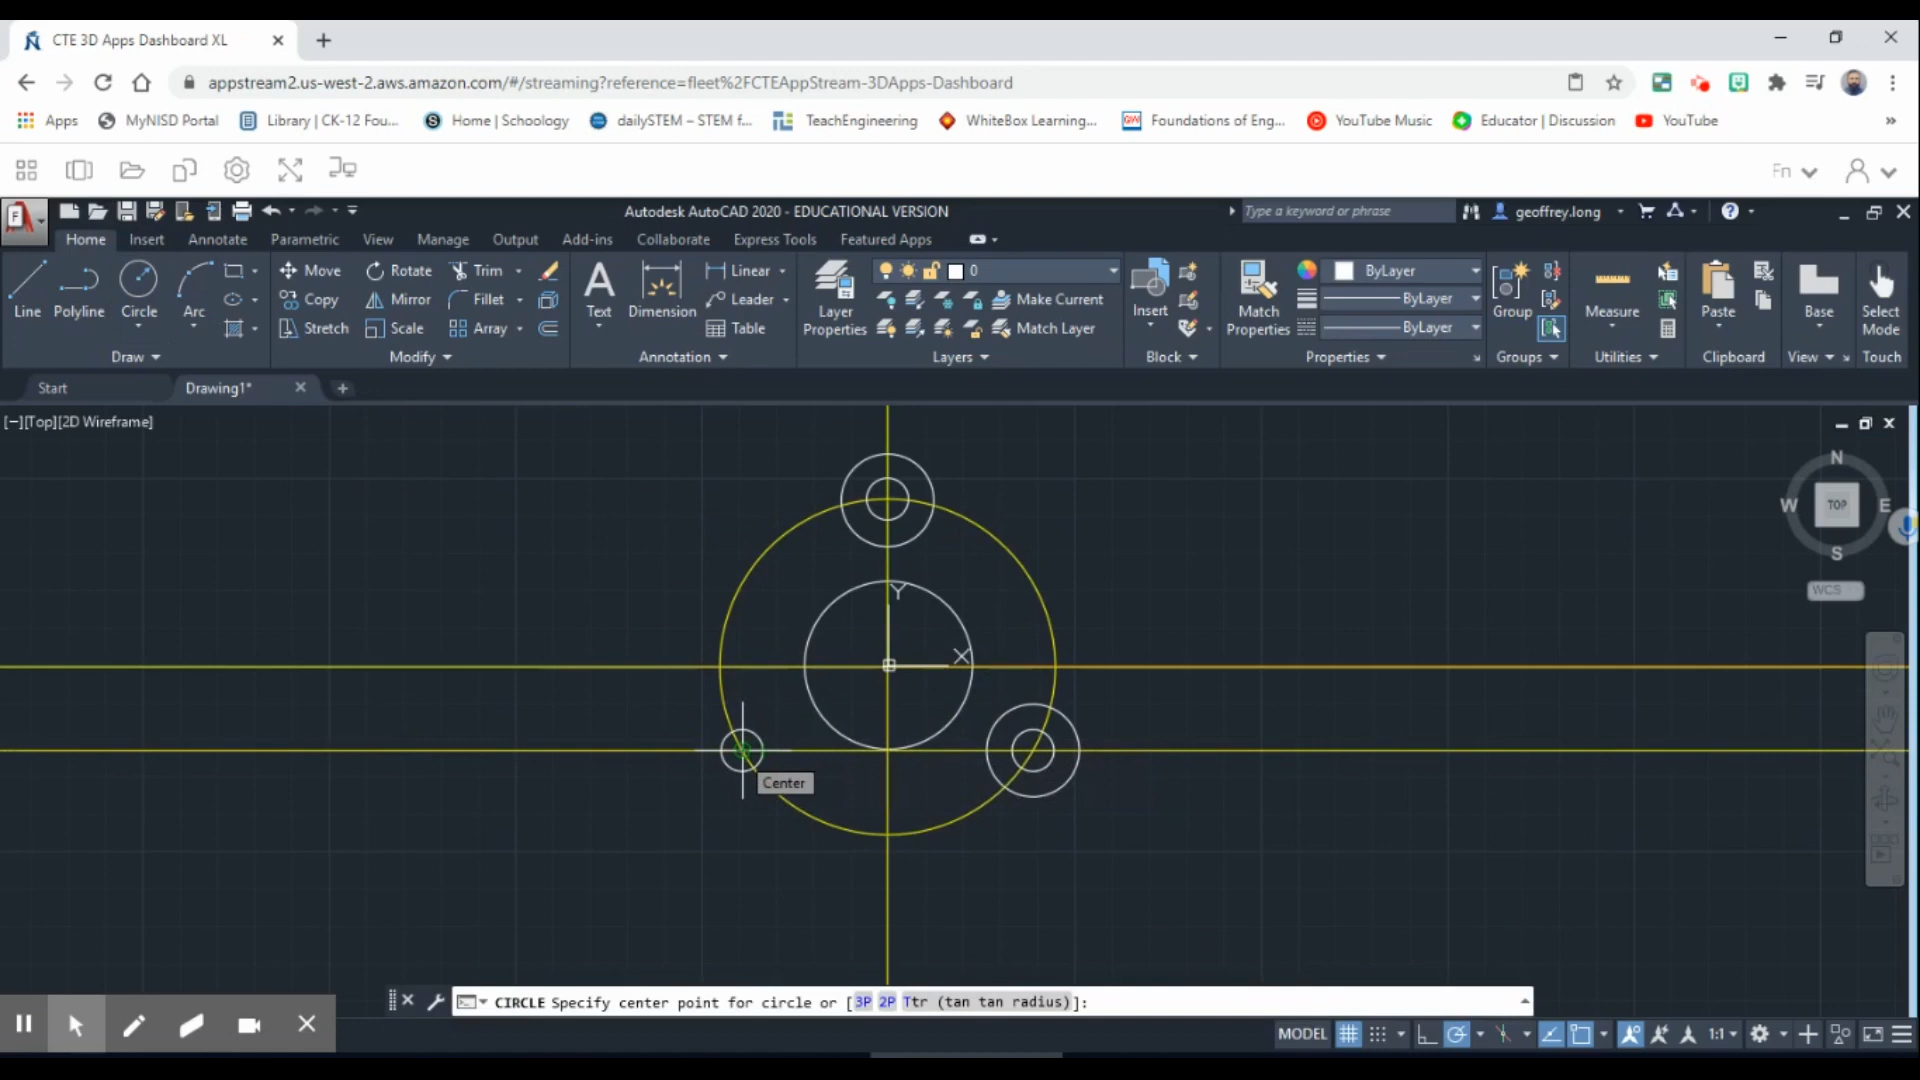 CTE 3D Apps Dashboard XL
appstream2.us-west-2.aws.amazon.com/#/streaming?reference=fleet%2FCTEAppStream-3DApps-Dashboard
Apps MyNISD Portal Library | CK-12 Fou... Home | Schoology dailySTEM – STEM f... TeachEngineering WhiteBox Learning... GW Foundations of Eng... YouTube Music Educator | Discussion YouTube »
Fn
F Autodesk AutoCAD 2020 - EDUCATIONAL VERSION Type a keyword or phrase geoffrey.long
Home Insert Annotate Parametric View Manage Output Add-ins Collaborate Express Tools Featured Apps
Move Rotate Trim Linear 0 ByLayer
Copy Mirror Fillet Leader Make Current ByLayer
Line Polyline Circle Arc Text Dimension Layer Properties Insert Match Properties Group Measure Paste Base Select Mode
Stretch Scale Array Table Match Layer ByLayer
Draw Modify Annotation Layers Block Properties Groups Utilities Clipboard View Touch
Start Drawing1*
[–][Top][2D Wireframe]
N
W TOP E
S
WCS
Y
X
Center
CIRCLE Specify center point for circle or [3P 2P Ttr (tan tan radius)]:
MODEL 1:1